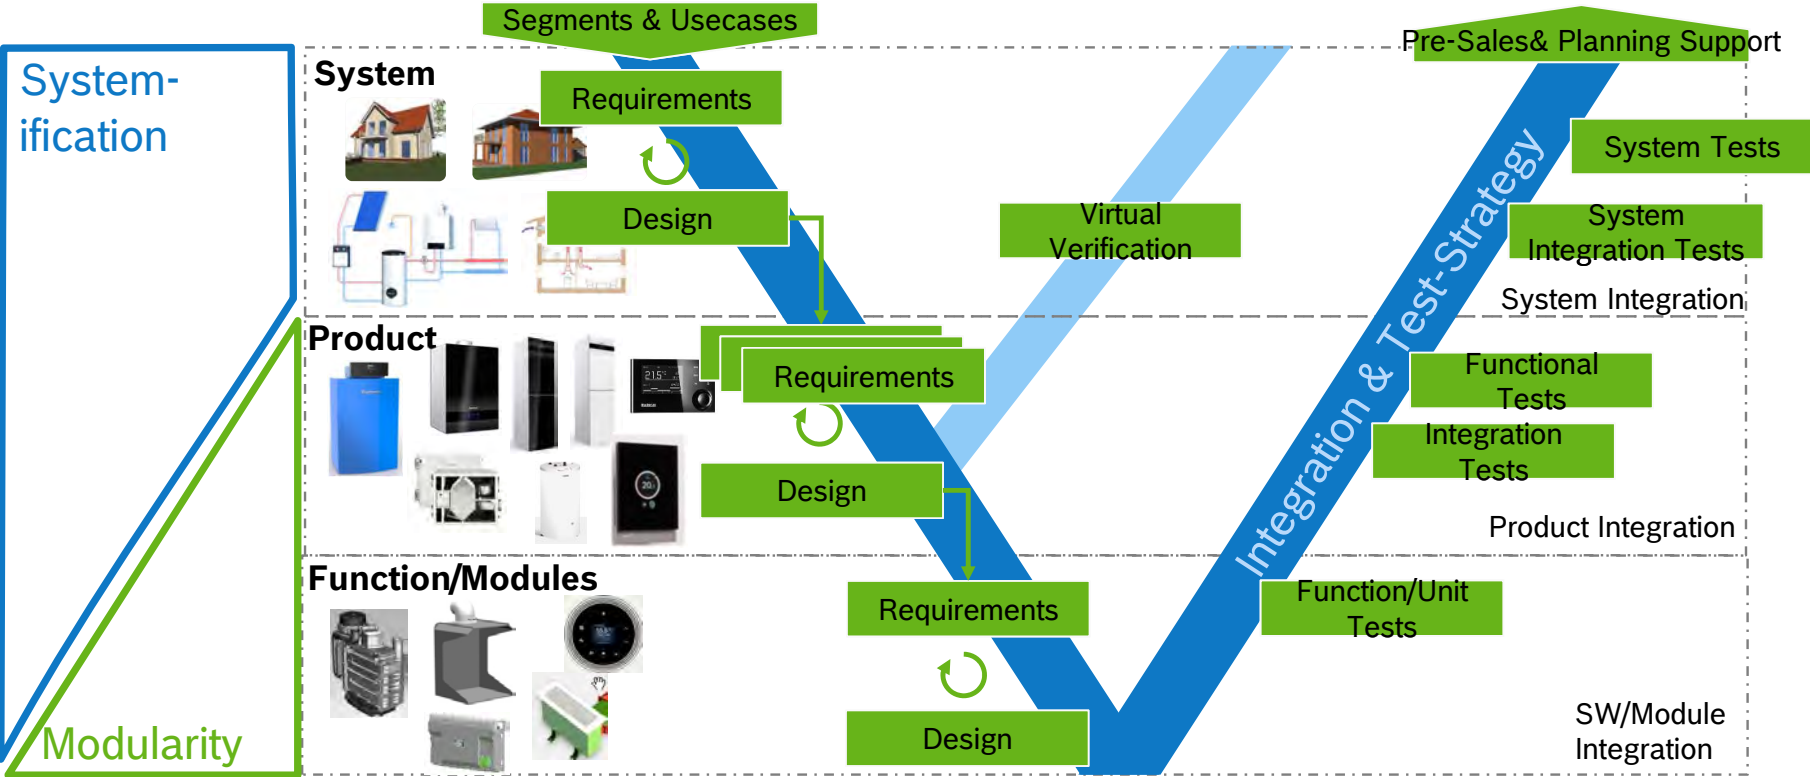 Segments & Usecases
Pre-Sales& Planning Support
System-
ification
System
Requirements
System Tests
Design
Virtual
Verification
System
Integration Tests
System Integration
Integration & Test-Strategy
Product
Requirements
Functional
Tests
Integration
Tests
Design
Product Integration
Function/Modules
Requirements
Function/Unit
Tests
Design
SW/Module
Integration
Modularity